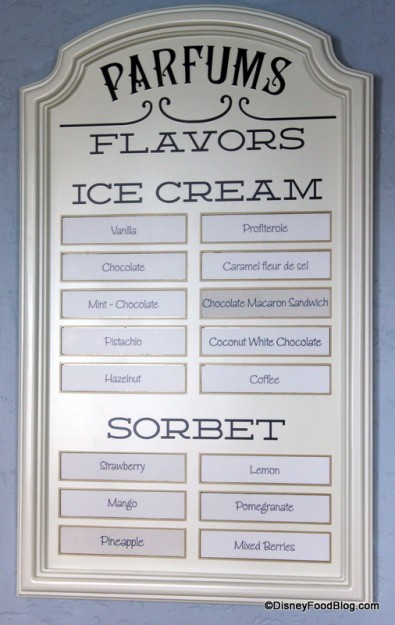 PARFUMS
FLAVORS
ICE CREAM
Vanilla
Profiterole
Chocolate
Caramel fleur de sel
Mint - Chocolate
Chocolate Macaron Sandwich
Pistachio
Coconut White Chocolate
Hazelnut
Coffee
SORBET
Strawberry
Lemon
Mango
Pomegranate
Pineapple
Mixed Berries
©DisneyFoodBlog.com